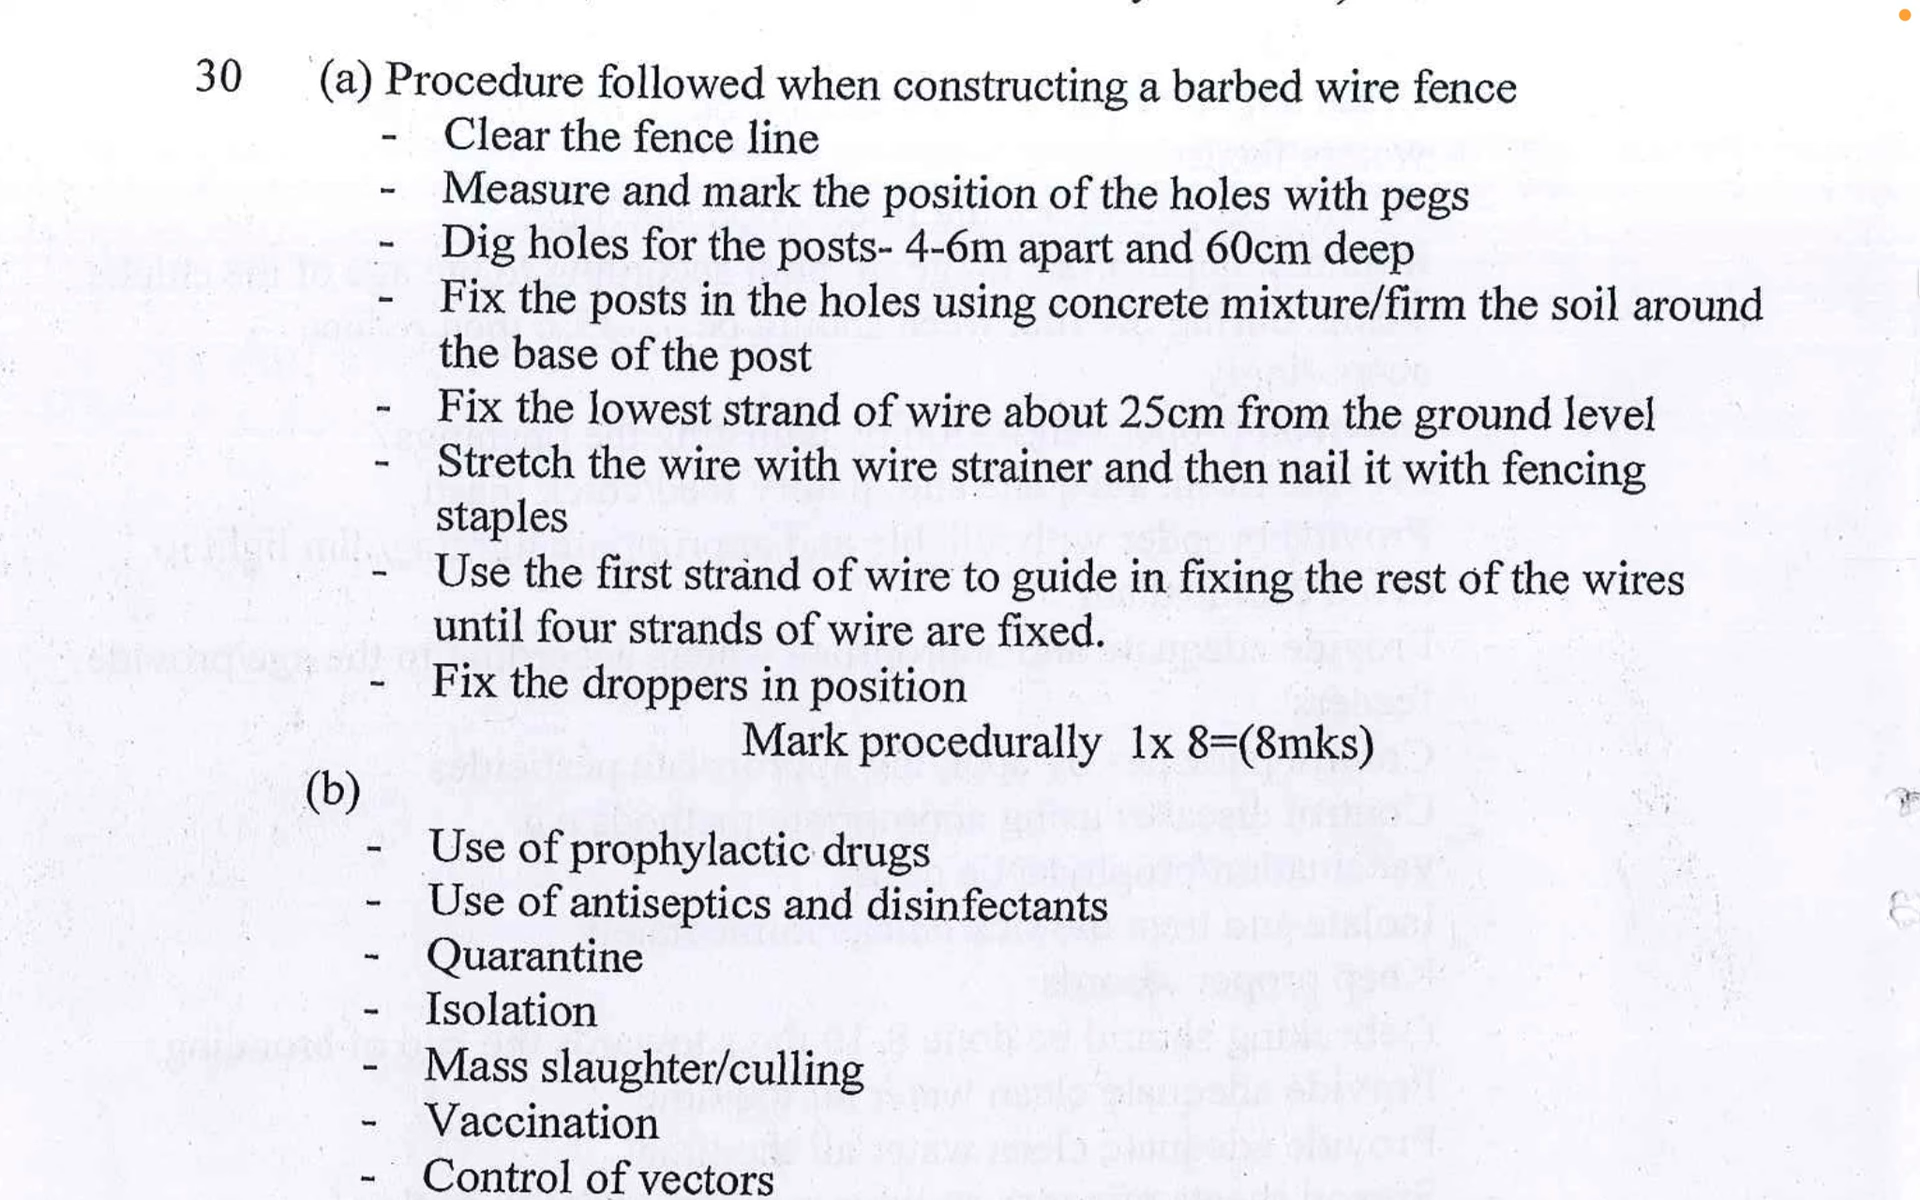 30 (a) Procedure followed when constructing a barbed wire fence
- Clear the fence line
- Measure and mark the position of the holes with pegs
- Dig holes for the posts- 4-6m apart and 60cm deep
- Fix the posts in the holes using concrete mixture/firm the soil around
the base of the post
- Fix the lowest strand of wire about 25cm from the ground level
- Stretch the wire with wire strainer and then nail it with fencing
staples
- Use the first strand of wire to guide in fixing the rest of the wires
until four strands of wire are fixed.
- Fix the droppers in position
Mark procedurally 1x 8=(8mks)
(b)
- Use of prophylactic drugs
- Use of antiseptics and disinfectants
- Quarantine
- Isolation
- Mass slaughter/culling
- Vaccination
- Control of vectors